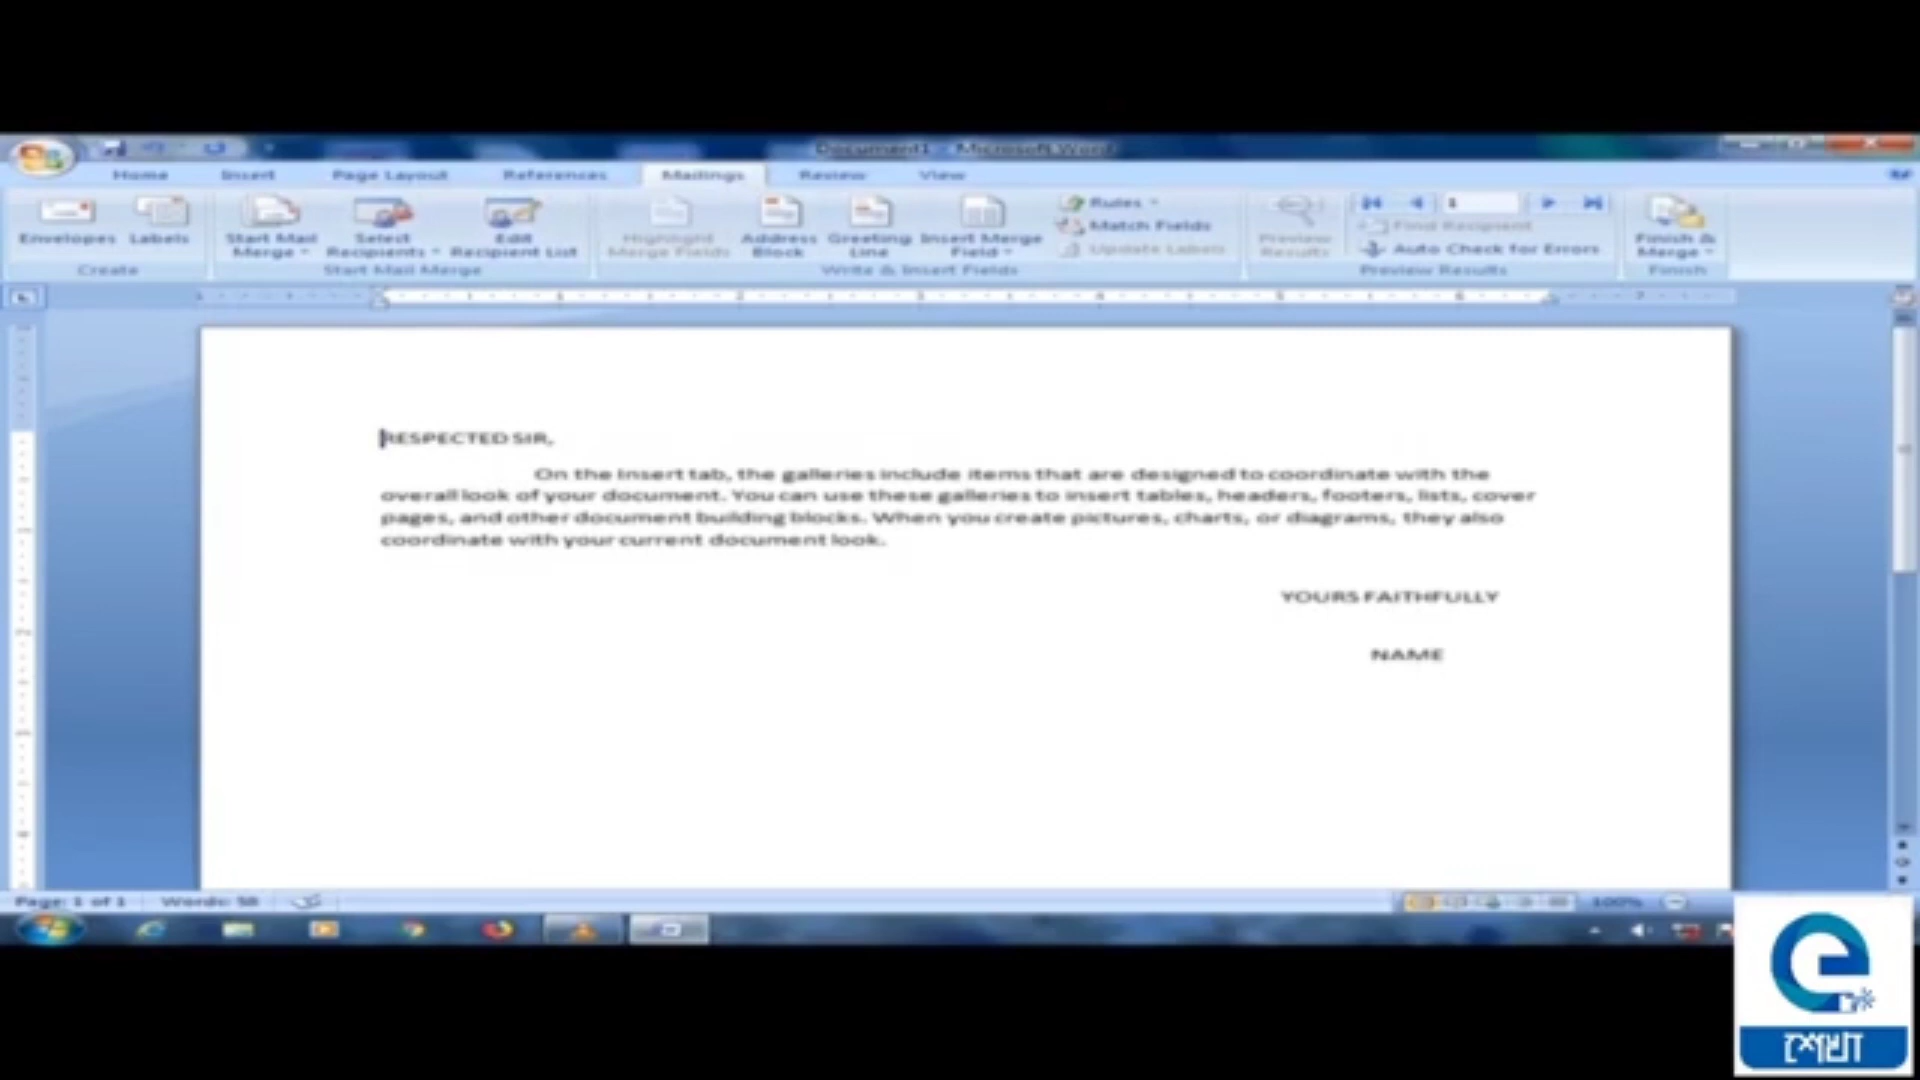 Document1 - Microsoft Word
Home Insert Page Layout References Mailings Review View
Envelopes Labels
Create
Start Mail Merge
Select Recipients
Edit Recipient List
Start Mail Merge
Highlight Merge Fields
Address Block
Greeting Line
Insert Merge Field
Rules
Match Fields
Update Labels
Write & Insert Fields
Preview Results
1
Find Recipient
Auto Check for Errors
Preview Results
Finish & Merge
Finish
RESPECTED SIR,
On the Insert tab, the galleries include items that are designed to coordinate with the
overall look of your document. You can use these galleries to insert tables, headers, footers, lists, cover
pages, and other document building blocks. When you create pictures, charts, or diagrams, they also
coordinate with your current document look.
YOURS FAITHFULLY
NAME
Page: 1 of 1 Words: 58
100%